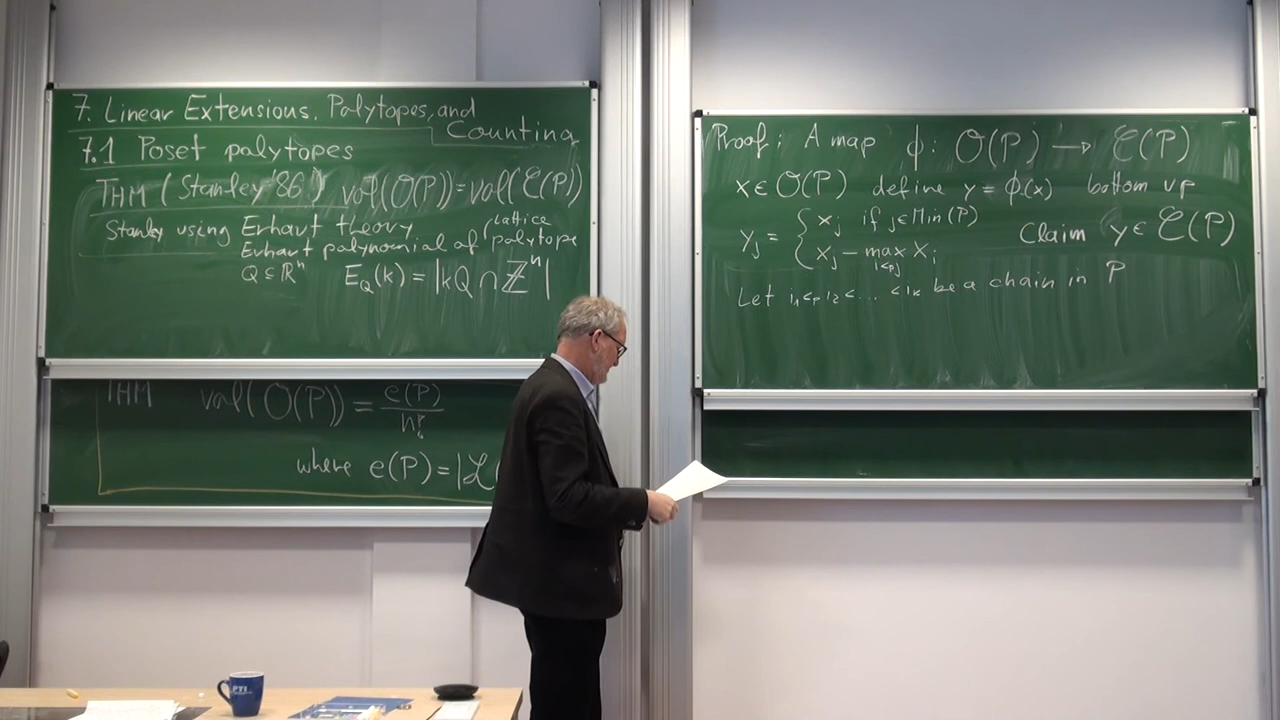 7. Linear Extensions, Polytopes, and
Counting
7.1 Poset polytopes
THM (Stanley '86) vol(O(P)) = vol(C(P))
Stanley using Erhart theory
Erhart polynomial of lattice polytope
Q ⊆ ℝⁿ E_Q(k) = |kQ ∩ ℤⁿ|
THM vol(O(P)) = e(P)/n!
where e(P) = |L(
Proof: A map φ: O(P) → C(P)
x ∈ O(P) define y = φ(x) bottom up
y_j = { x_j if j ∈ Min(P)
x_j − max_{i <_P j} x_i
Claim y ∈ C(P)
Let i₁ <_P i₂ < ... < i_k be a chain in P
PTI